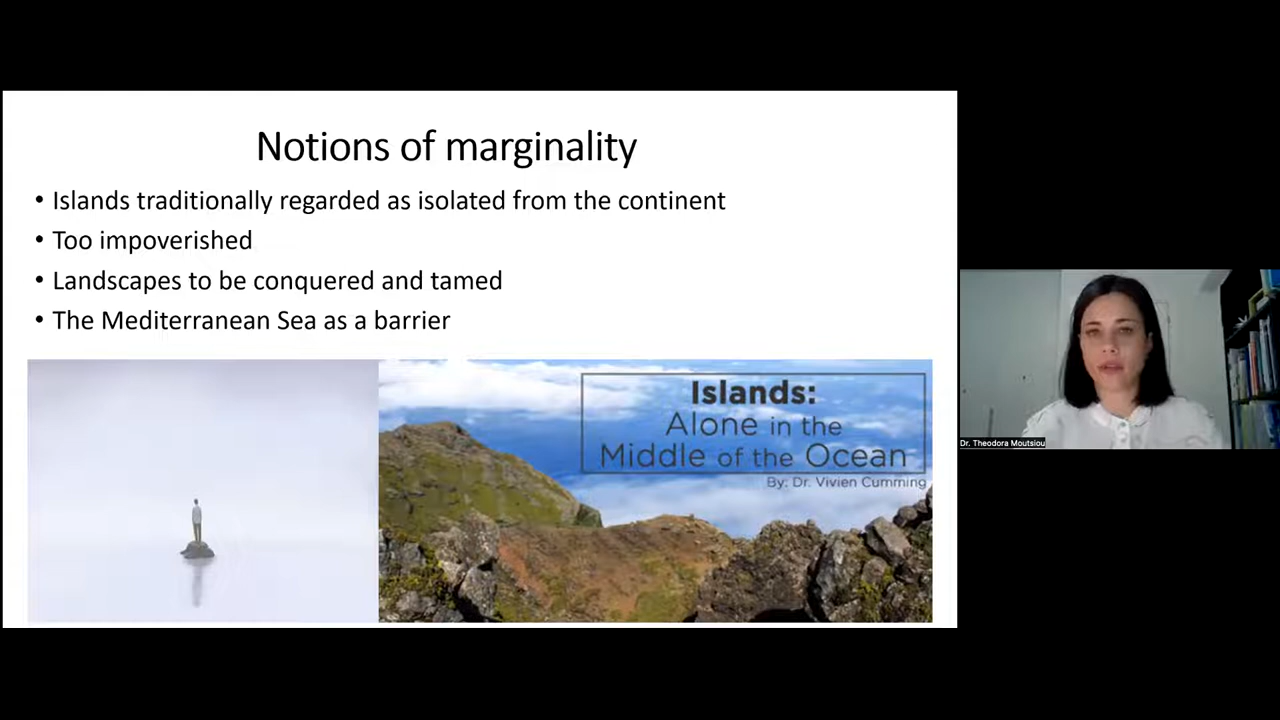 Notions of marginality
• Islands traditionally regarded as isolated from the continent
• Too impoverished
• Landscapes to be conquered and tamed
• The Mediterranean Sea as a barrier
Islands:
Alone in the
Middle of the Ocean
By: Dr. Vivien Cumming
Dr. Theodora Moutsiou